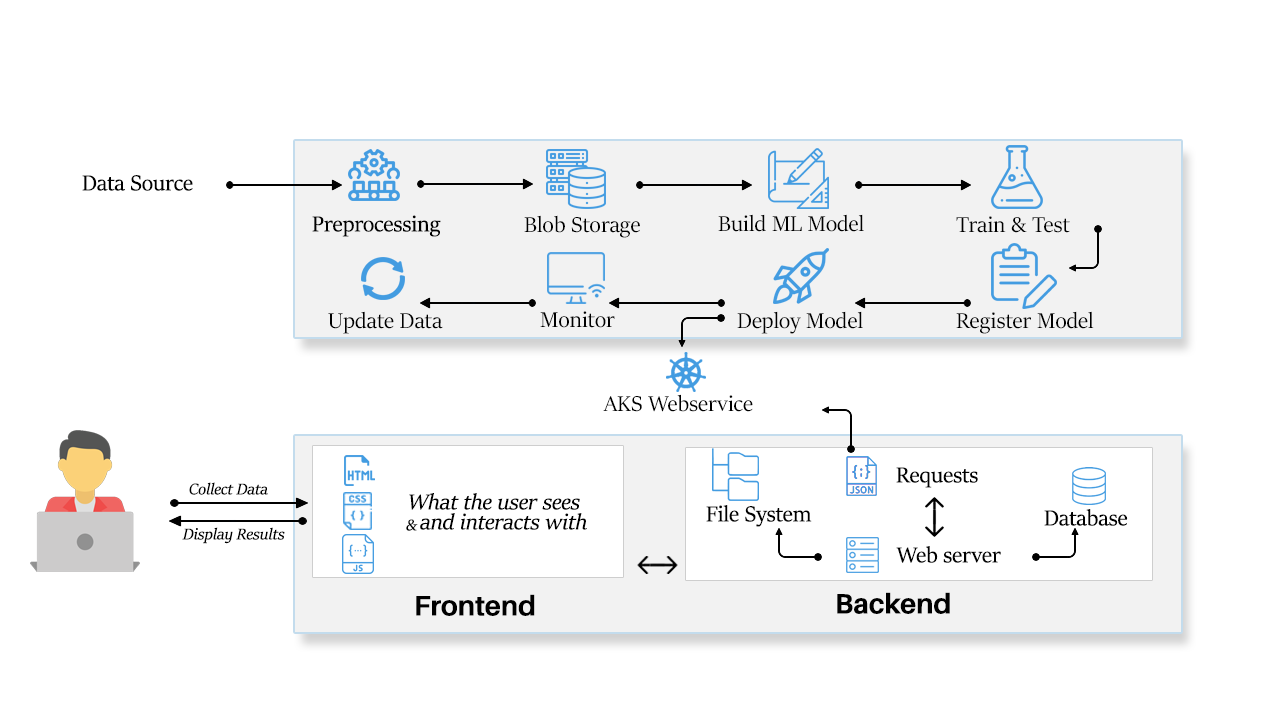 Data Source
Preprocessing
Blob Storage
Build ML Model
Train & Test
Update Data
Monitor
Deploy Model
Register Model
AKS Webservice
Collect Data
Display Results
HTML
CSS
{ }
{...}
JS
What the user sees
& and interacts with
Frontend
File System
{;}
JSON
Requests
Web server
Database
Backend